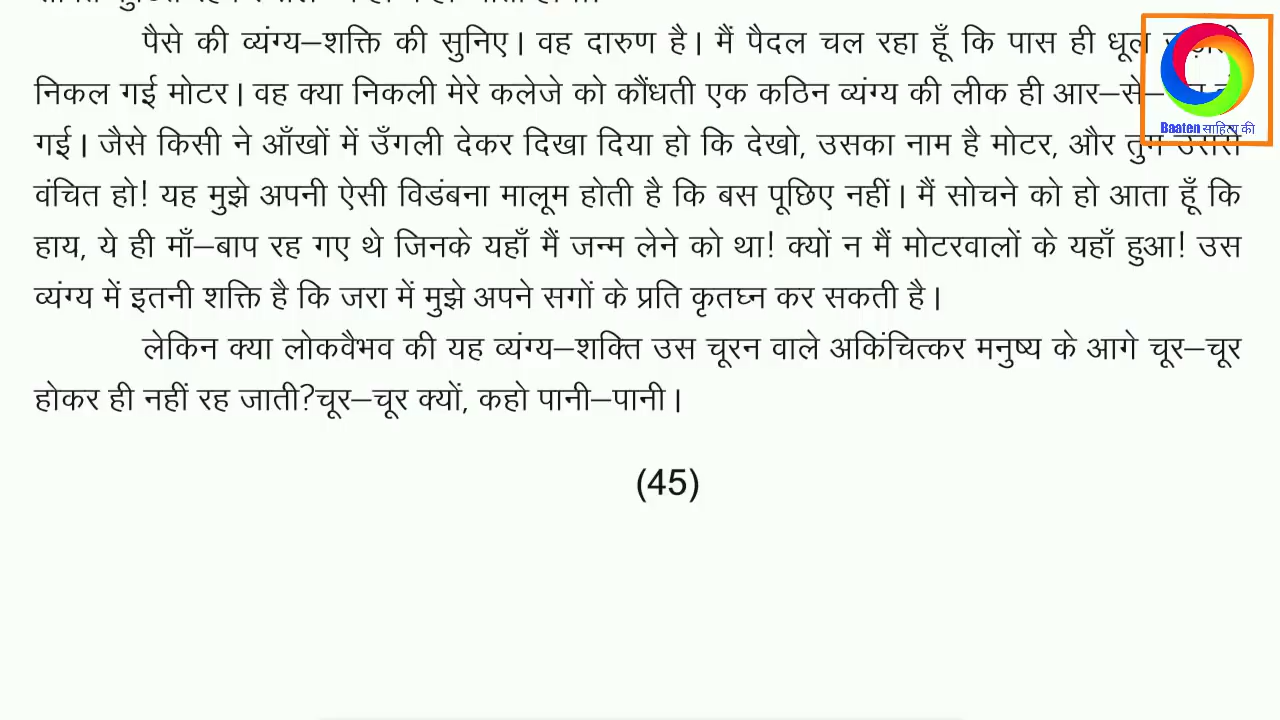 पैसे की व्यंग्य–शक्ति की सुनिए। वह दारुण है। मैं पैदल चल रहा हूँ कि पास ही धूल
निकल गई मोटर। वह क्या निकली मेरे कलेजे को कौंधती एक कठिन व्यंग्य की लीक ही आर–से–
गई। जैसे किसी ने आँखों में उँगली देकर दिखा दिया हो कि देखो, उसका नाम है मोटर, और तुम
वंचित हो! यह मुझे अपनी ऐसी विडंबना मालूम होती है कि बस पूछिए नहीं। मैं सोचने को हो आता हूँ कि
हाय, ये ही माँ–बाप रह गए थे जिनके यहाँ मैं जन्म लेने को था! क्यों न मैं मोटरवालों के यहाँ हुआ! उस
व्यंग्य में इतनी शक्ति है कि जरा में मुझे अपने सगों के प्रति कृतघ्न कर सकती है।
लेकिन क्या लोकवैभव की यह व्यंग्य–शक्ति उस चूरन वाले अकिंचित्कर मनुष्य के आगे चूर–चूर
होकर ही नहीं रह जाती?चूर–चूर क्यों, कहो पानी–पानी।
(45)
Baaten साहित्य की